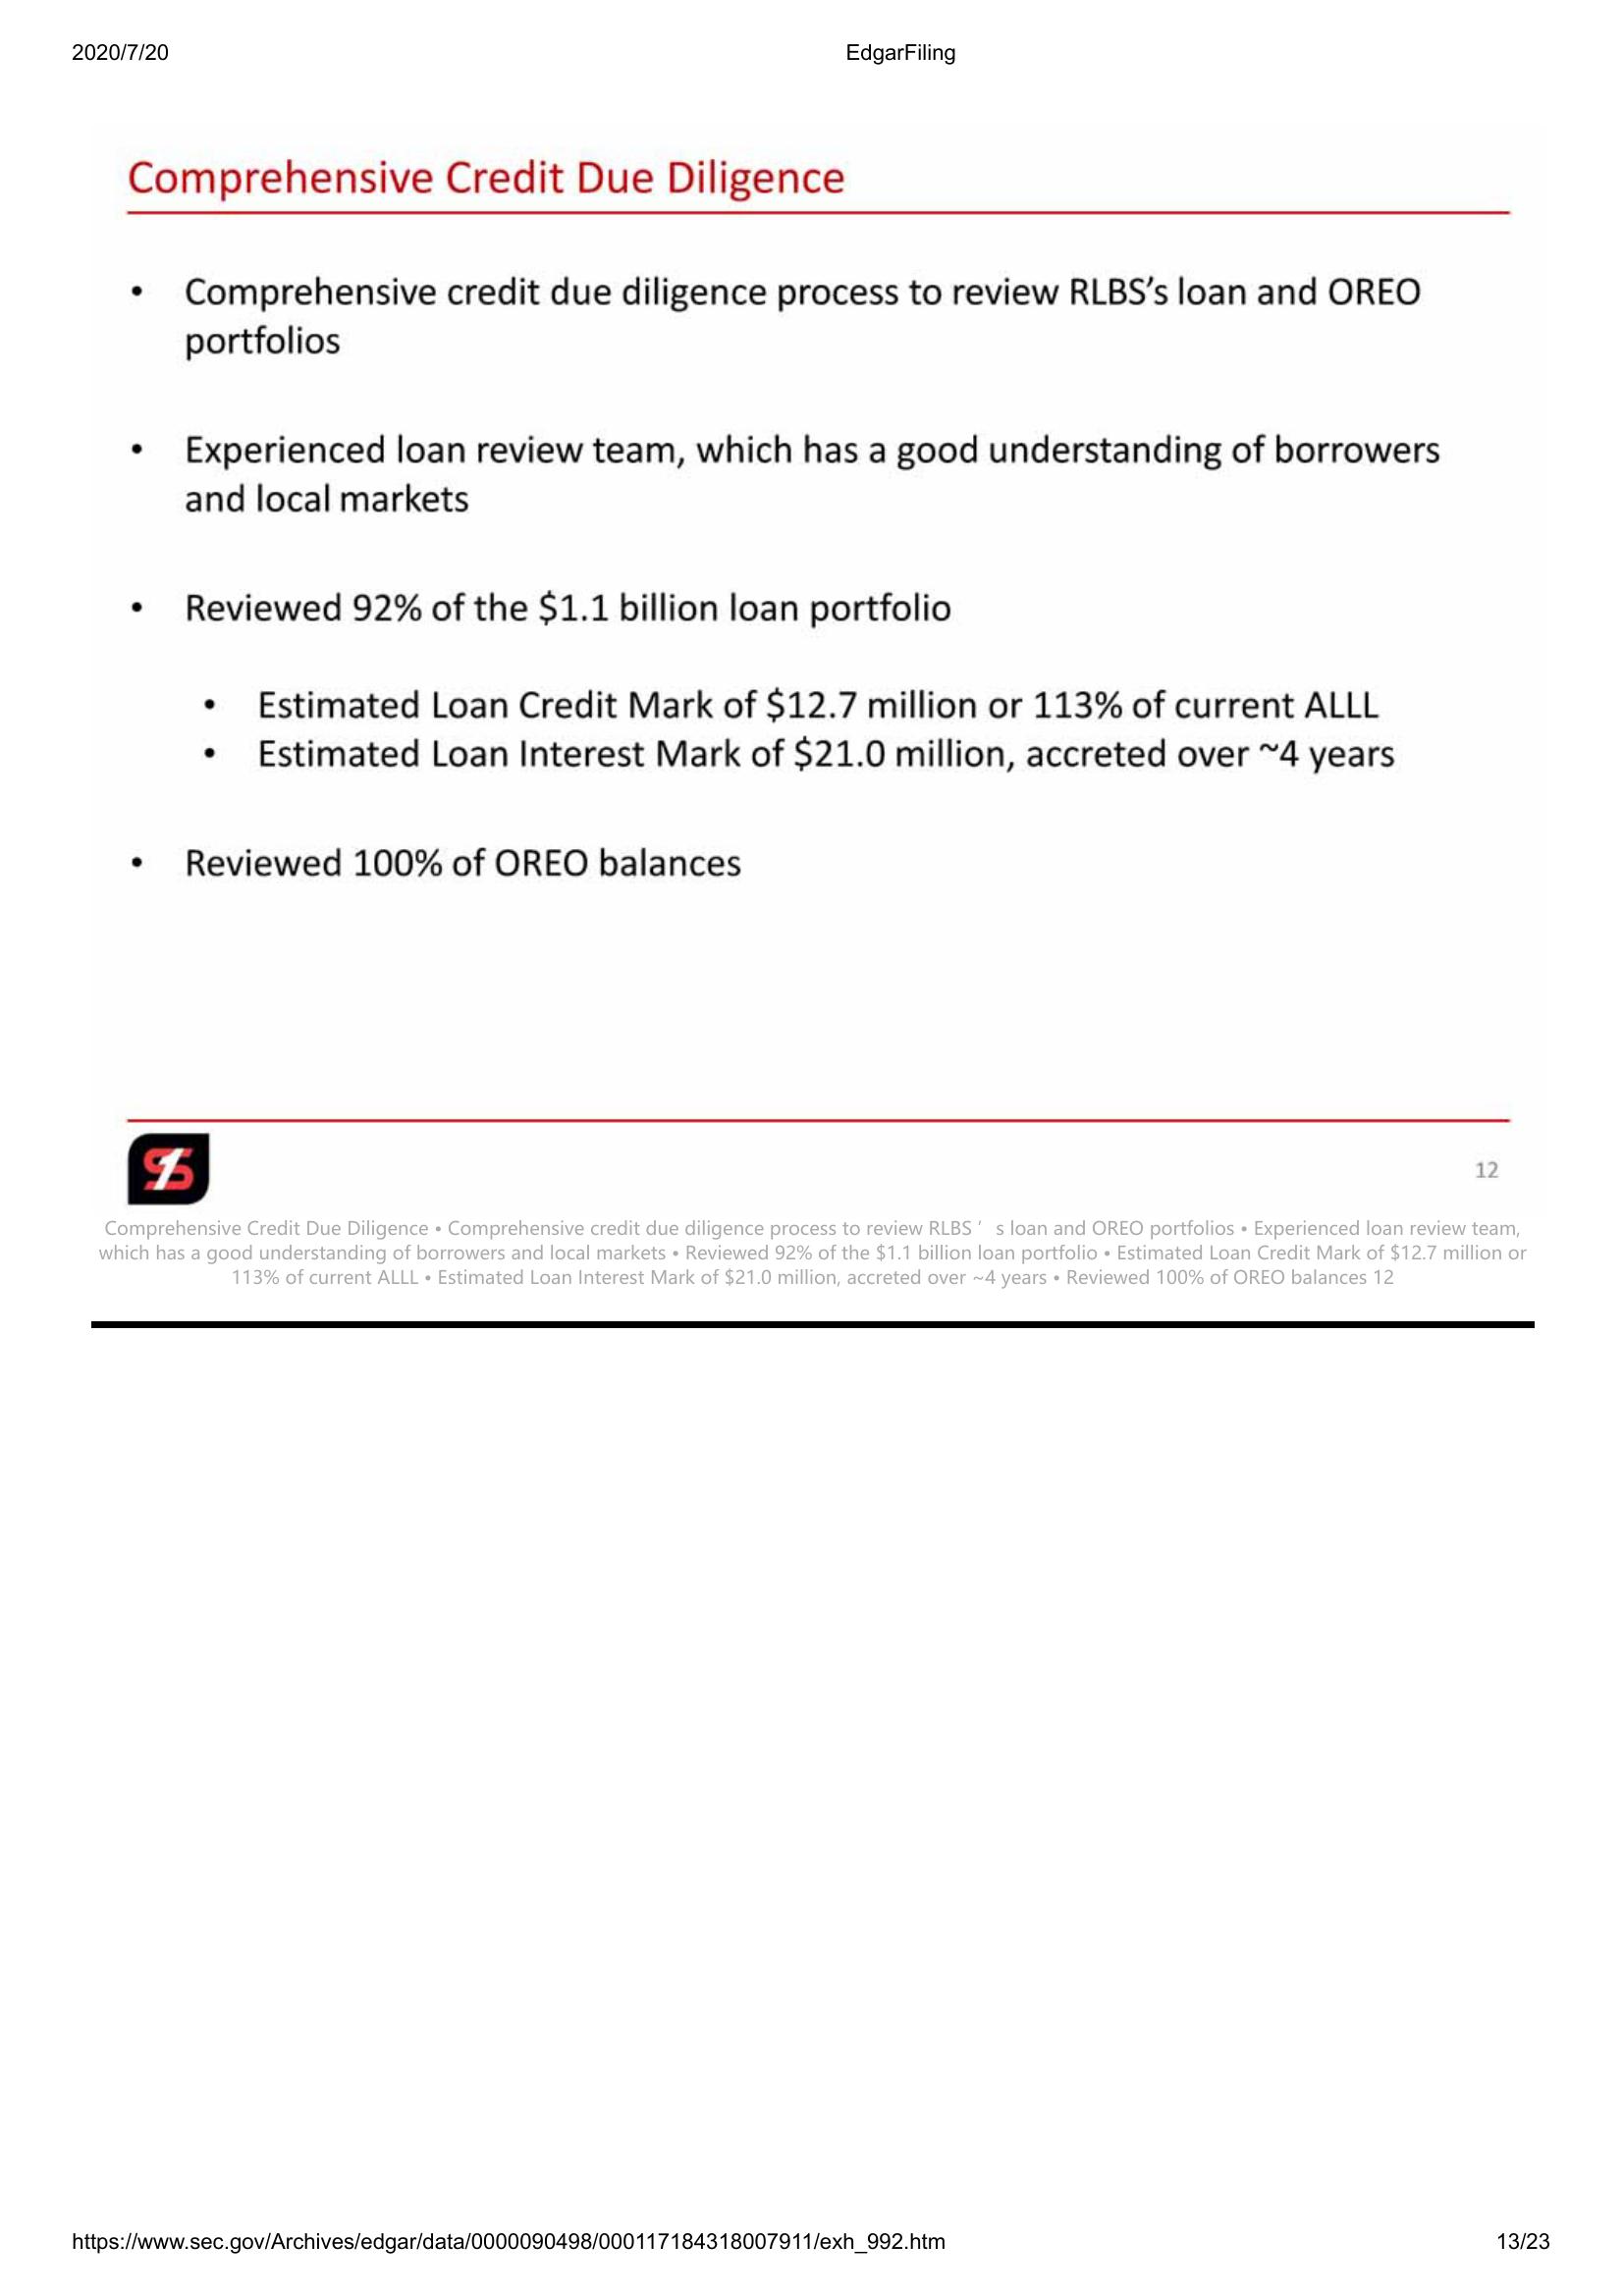 2020/7/20 EdgarFiling
Comprehensive Credit Due Diligence
• Comprehensive credit due diligence process to review RLBS’s loan and OREO
portfolios
• Experienced loan review team, which has a good understanding of borrowers
and local markets
• Reviewed 92% of the $1.1 billion loan portfolio
• Estimated Loan Credit Mark of $12.7 million or 113% of current ALLL
• Estimated Loan Interest Mark of $21.0 million, accreted over ~4 years
• Reviewed 100% of OREO balances
S1
12
Comprehensive Credit Due Diligence • Comprehensive credit due diligence process to review RLBS ’ s loan and OREO portfolios • Experienced loan review team,
which has a good understanding of borrowers and local markets • Reviewed 92% of the $1.1 billion loan portfolio • Estimated Loan Credit Mark of $12.7 million or
113% of current ALLL • Estimated Loan Interest Mark of $21.0 million, accreted over ~4 years • Reviewed 100% of OREO balances 12
https://www.sec.gov/Archives/edgar/data/0000090498/000117184318007911/exh_992.htm 13/23